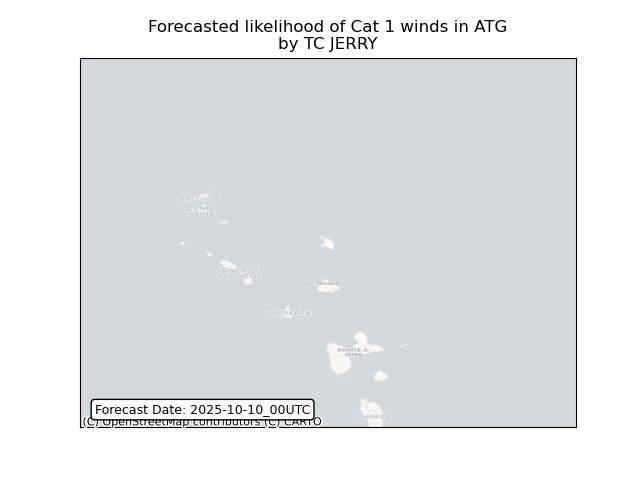 Forecasted likelihood of Cat 1 winds in ATG
by TC JERRY
ANGUILLA
SINT
MAARTEN
SAINT KITTS
AND NEVIS
ST. JOHN'S
MONTSERRAT
POINTE-À-
PITRE
DOMINICA
Forecast Date: 2025-10-10_00UTC
(C) OpenStreetMap contributors (C) CARTO